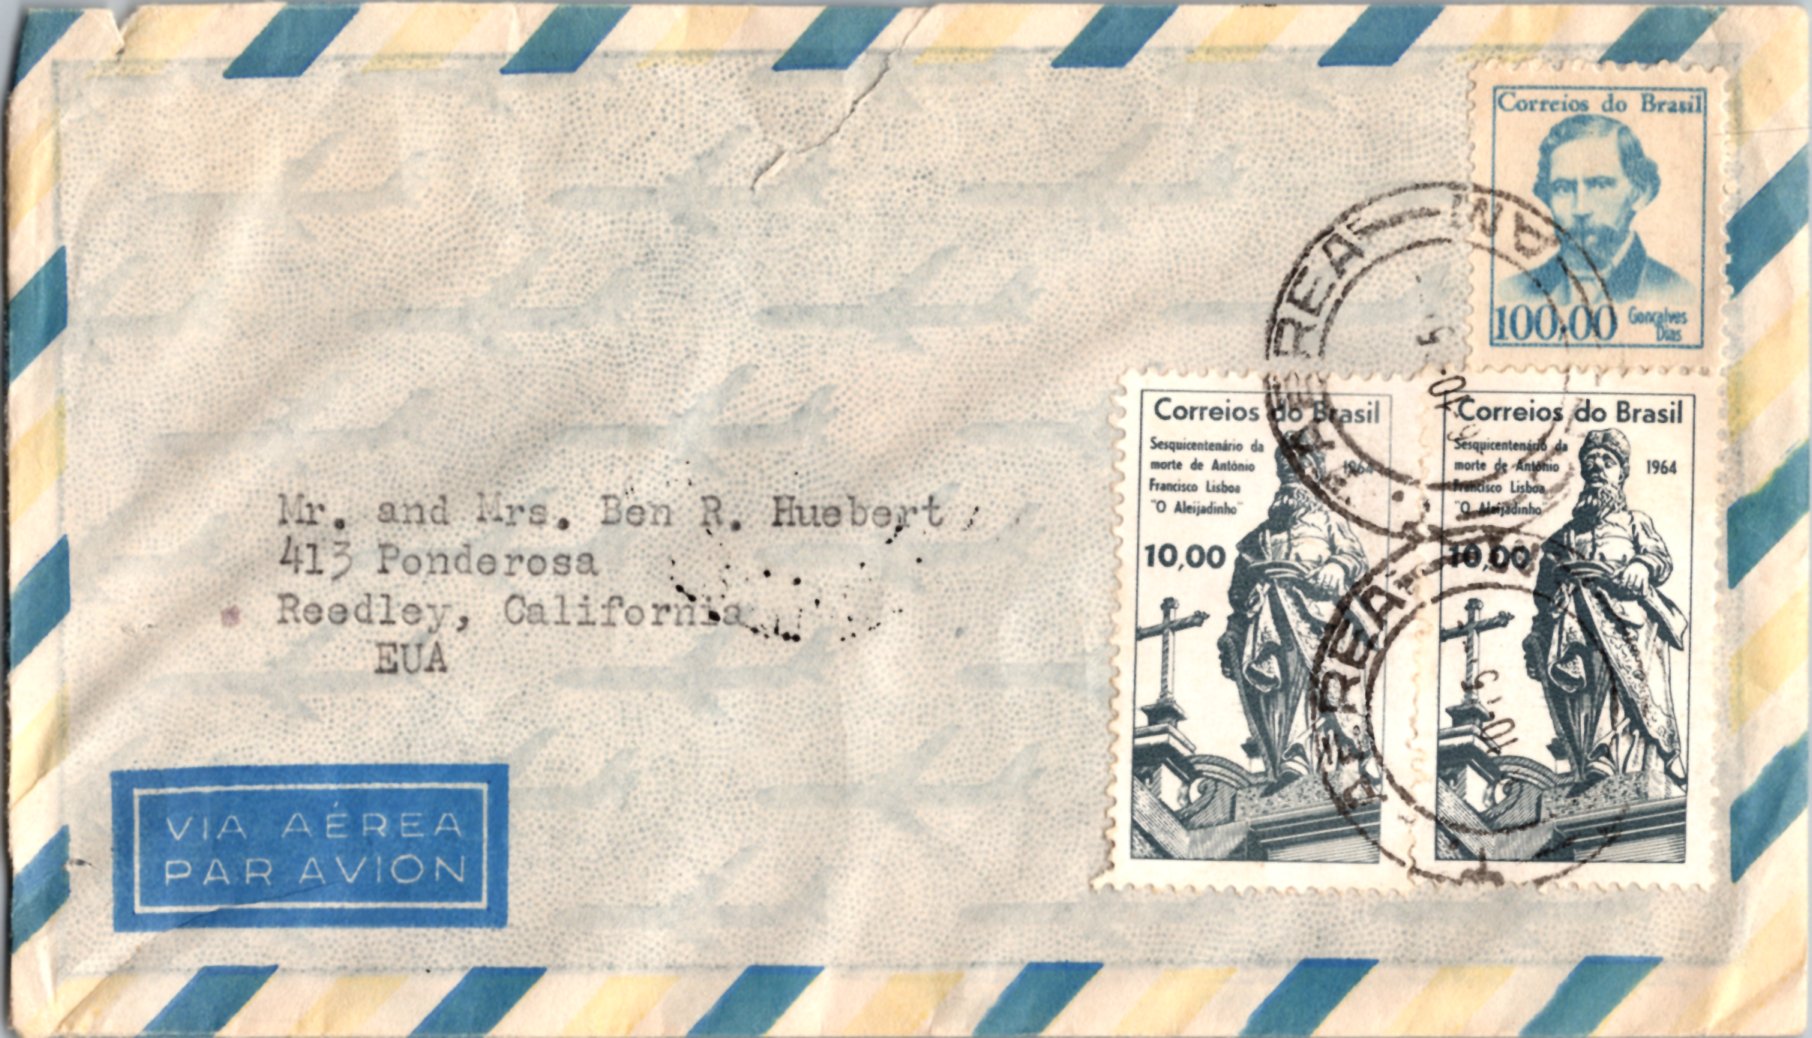 Correios do Brasil
100,00 Gonçalves
Dias
Correios do Brasil
Sesquicentenário da
morte de Antônio 1964
Francisco Lisboa
"O Aleijadinho"
10,00
Correios do Brasil
Sesquicentenário da
morte de Antônio 1964
Francisco Lisboa
"O Aleijadinho"
10,00
AÉREA
AÉREA
Mr. and Mrs. Ben R. Huebert
413 Ponderosa
Reedley, California
EUA
VIA AÉREA
PAR AVION